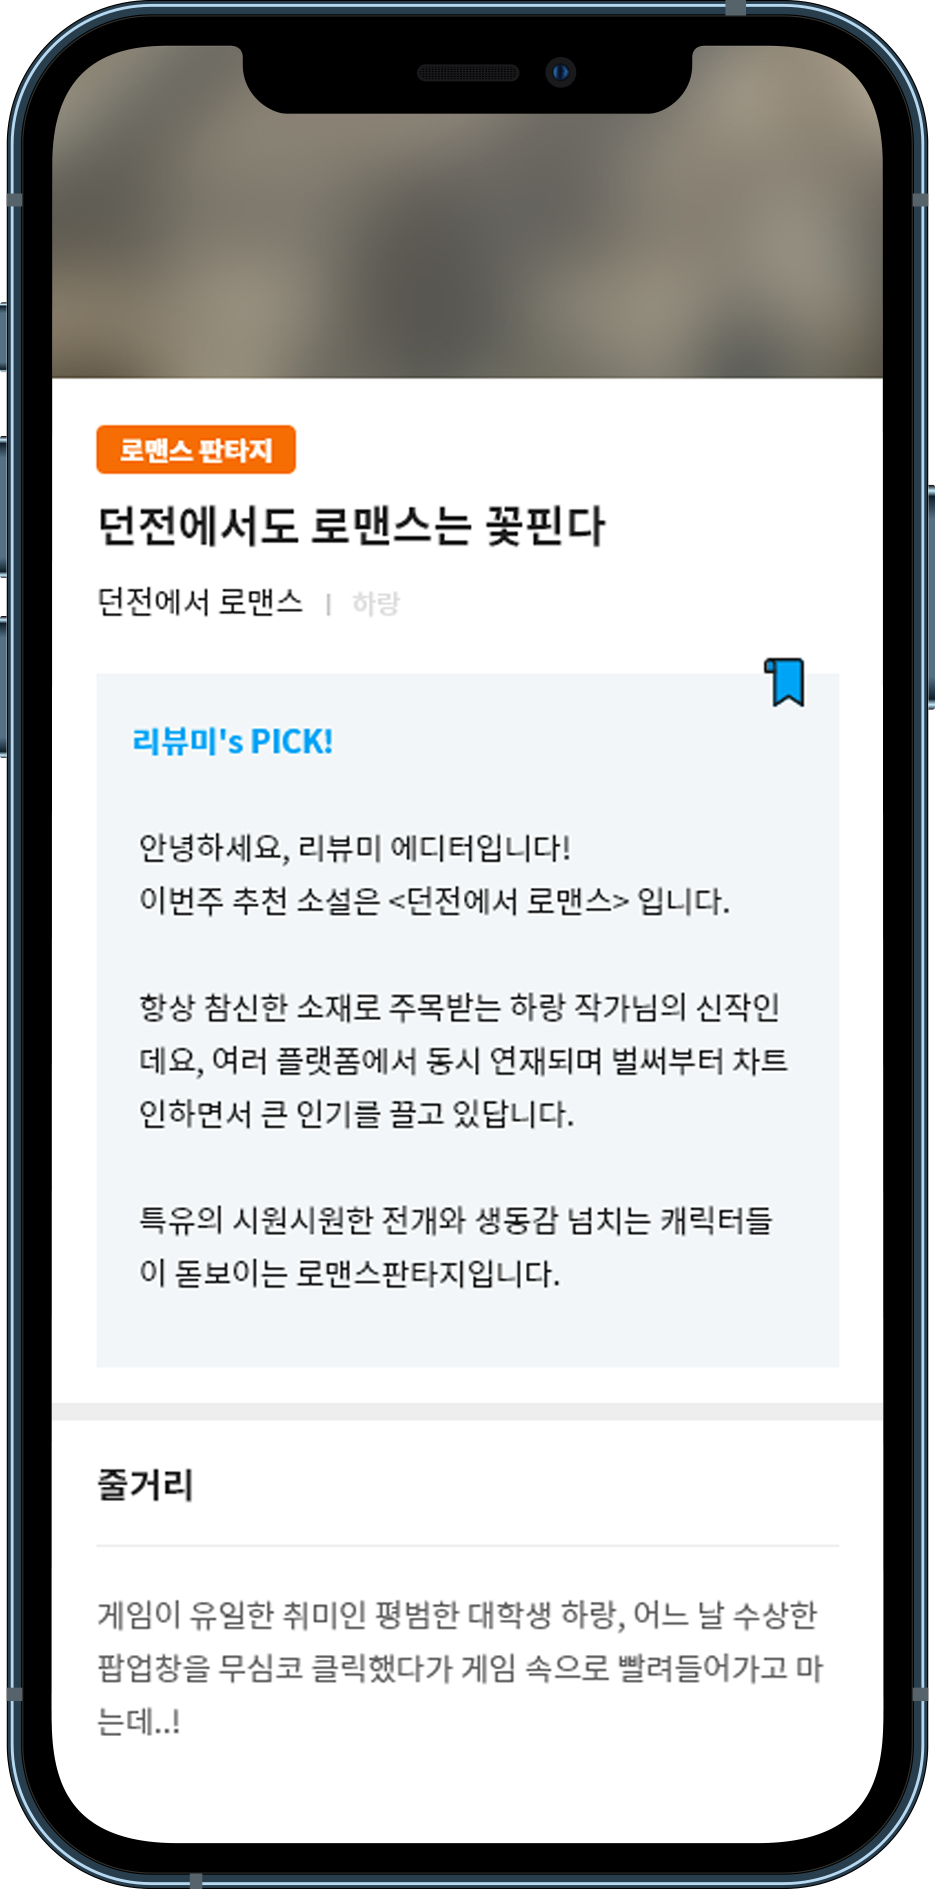 로맨스 판타지
던전에서도 로맨스는 꽃핀다
던전에서 로맨스 | 하랑
리뷰미's PICK!
안녕하세요, 리뷰미 에디터입니다!
이번주 추천 소설은 <던전에서 로맨스> 입니다.
항상 참신한 소재로 주목받는 하랑 작가님의 신작인
데요, 여러 플랫폼에서 동시 연재되며 벌써부터 차트
인하면서 큰 인기를 끌고 있답니다.
특유의 시원시원한 전개와 생동감 넘치는 캐릭터들
이 돋보이는 로맨스판타지입니다.
줄거리
게임이 유일한 취미인 평범한 대학생 하랑, 어느 날 수상한
팝업창을 무심코 클릭했다가 게임 속으로 빨려들어가고 마
는데..!